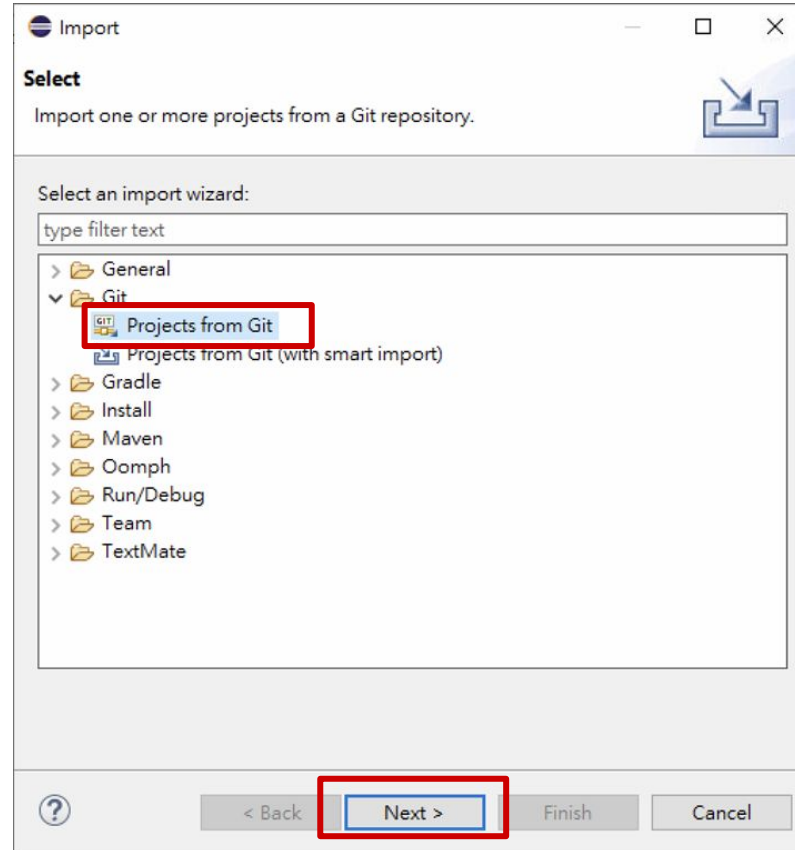 Import
Select
Import one or more projects from a Git repository.
Select an import wizard:
type filter text
General
Git
GIT Projects from Git
Projects from Git (with smart import)
Gradle
Install
Maven
Oomph
Run/Debug
Team
TextMate
? < Back Next > Finish Cancel